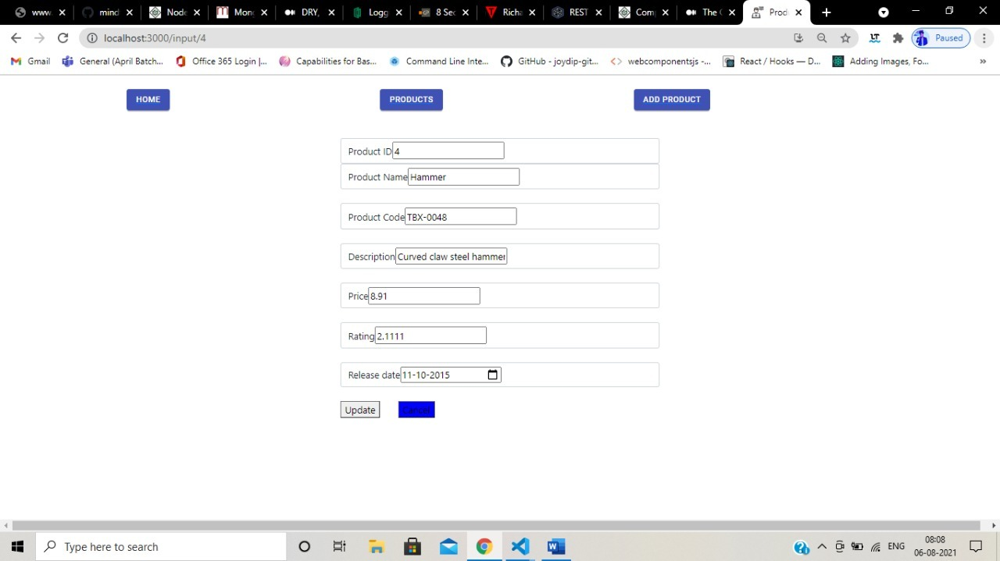 www.
mind
Node
Mong
DRY,
Logg
8 Sec
Richa
REST
Comp
The C
Prod
localhost:3000/input/4
LT
Paused
Gmail
General (April Batch...
Office 365 Login |...
Capabilities for Bas...
Command Line Inte...
GitHub - joydip-git...
webcomponentsjs -...
React / Hooks — D...
Adding Images, Fo...
»
HOME
PRODUCTS
ADD PRODUCT
Product ID 4
Product Name Hammer
Product Code TBX-0048
Description Curved claw steel hammer
Price 8.91
Rating 2.1111
Release date 11-10-2015
Update Cancel
Type here to search
ENG
08:08
06-08-2021